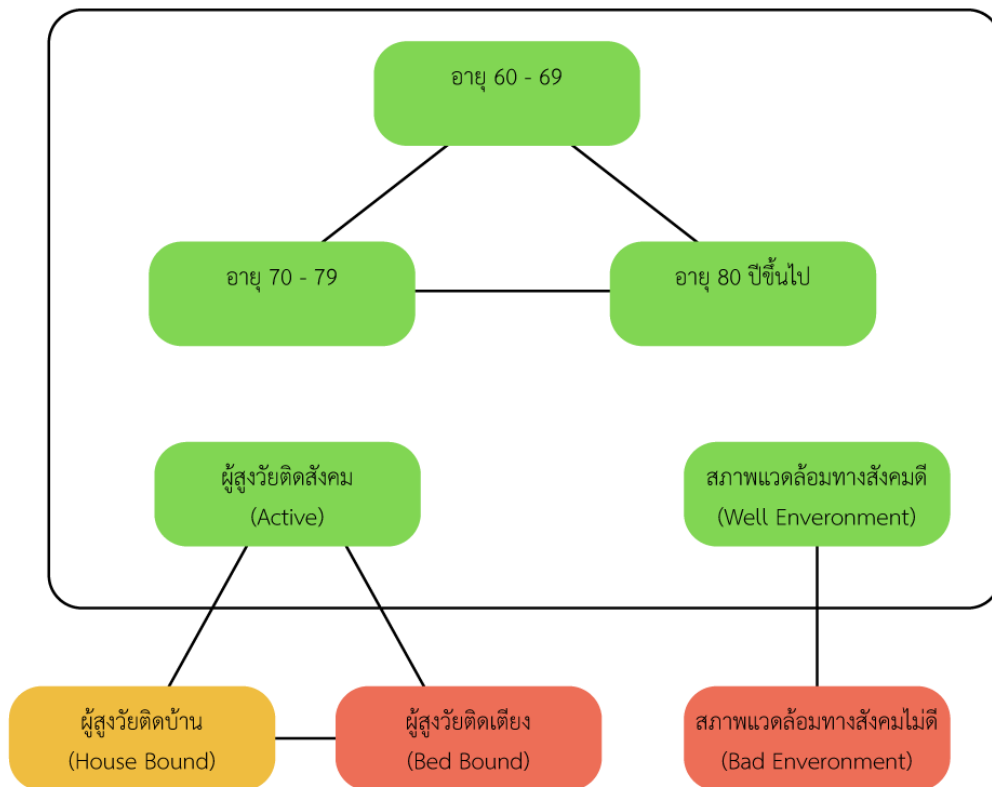 อายุ 60 - 69
อายุ 70 - 79
อายุ 80 ปีขึ้นไป
ผู้สูงวัยติดสังคม
(Active)
สภาพแวดล้อมทางสังคมดี
(Well Enveronment)
ผู้สูงวัยติดบ้าน
(House Bound)
ผู้สูงวัยติดเตียง
(Bed Bound)
สภาพแวดล้อมทางสังคมไม่ดี
(Bad Enveronment)